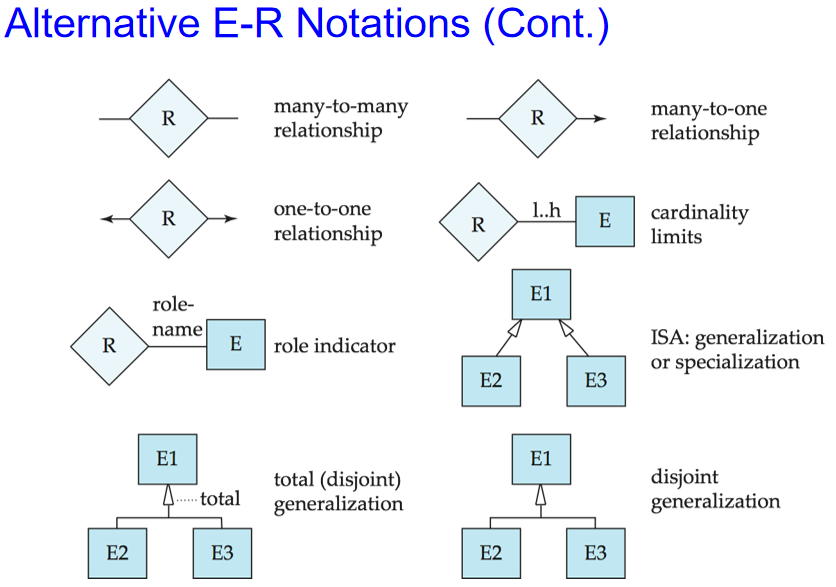 Alternative E-R Notations (Cont.)
R
many-to-many
relationship
R
many-to-one
relationship
R
one-to-one
relationship
R
l..h
E
cardinality
limits
R
role-
name
E
role indicator
E1
E2
E3
ISA: generalization
or specialization
E1
total
E2
E3
total (disjoint)
generalization
E1
E2
E3
disjoint
generalization